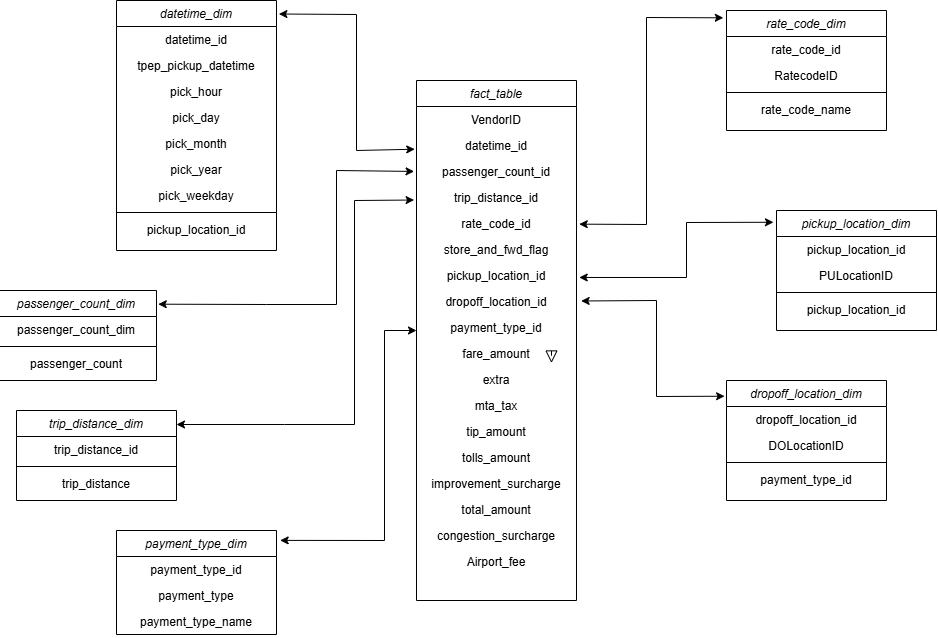 datetime_dim
datetime_id
tpep_pickup_datetime
pick_hour
pick_day
pick_month
pick_year
pick_weekday
pickup_location_id
passenger_count_dim
passenger_count_dim
passenger_count
trip_distance_dim
trip_distance_id
trip_distance
payment_type_dim
payment_type_id
payment_type
payment_type_name
fact_table
VendorID
datetime_id
passenger_count_id
trip_distance_id
rate_code_id
store_and_fwd_flag
pickup_location_id
dropoff_location_id
payment_type_id
fare_amount
extra
mta_tax
tip_amount
tolls_amount
improvement_surcharge
total_amount
congestion_surcharge
Airport_fee
rate_code_dim
rate_code_id
RatecodeID
rate_code_name
pickup_location_dim
pickup_location_id
PULocationID
pickup_location_id
dropoff_location_dim
dropoff_location_id
DOLocationID
payment_type_id